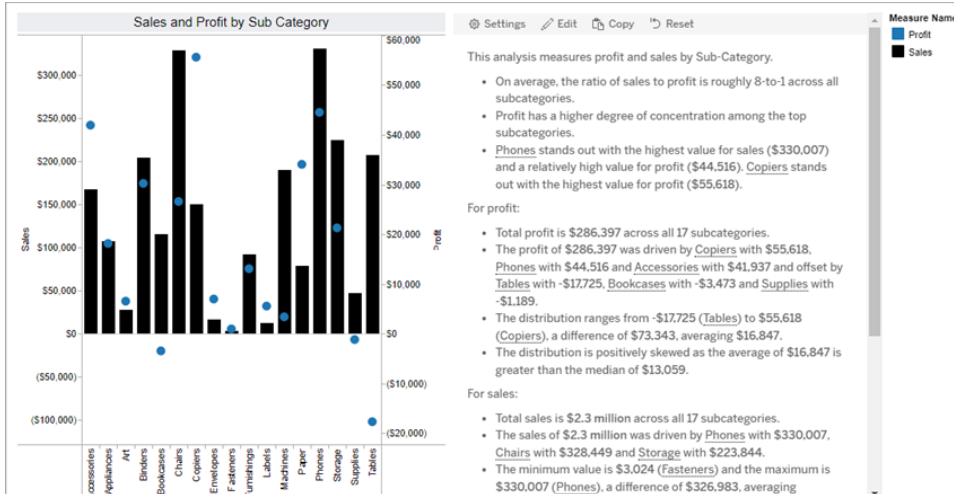 Sales and Profit by Sub Category
$300,000
$250,000
$200,000
$150,000
$100,000
$50,000
$0
($50,000)
($100,000)
Sales
$60,000
$50,000
$40,000
$30,000
$20,000
$10,000
$0
($10,000)
($20,000)
Profit
ccessories
Appliances
Art
Binders
Bookcases
Chairs
Copiers
Envelopes
Fasteners
urnishings
Labels
Machines
Paper
Phones
Storage
Supplies
Tables
Settings Edit Copy Reset
This analysis measures profit and sales by Sub-Category.
• On average, the ratio of sales to profit is roughly 8-to-1 across all
subcategories.
• Profit has a higher degree of concentration among the top
subcategories.
• Phones stands out with the highest value for sales ($330,007)
and a relatively high value for profit ($44,516). Copiers stands
out with the highest value for profit ($55,618).
For profit:
• Total profit is $286,397 across all 17 subcategories.
• The profit of $286,397 was driven by Copiers with $55,618,
Phones with $44,516 and Accessories with $41,937 and offset by
Tables with -$17,725, Bookcases with -$3,473 and Supplies with
-$1,189.
• The distribution ranges from -$17,725 (Tables) to $55,618
(Copiers), a difference of $73,343, averaging $16,847.
• The distribution is positively skewed as the average of $16,847 is
greater than the median of $13,059.
For sales:
• Total sales is $2.3 million across all 17 subcategories.
• The sales of $2.3 million was driven by Phones with $330,007,
Chairs with $328,449 and Storage with $223,844.
• The minimum value is $3,024 (Fasteners) and the maximum is
$330,007 (Phones), a difference of $326,983, averaging
Measure Name
Profit
Sales